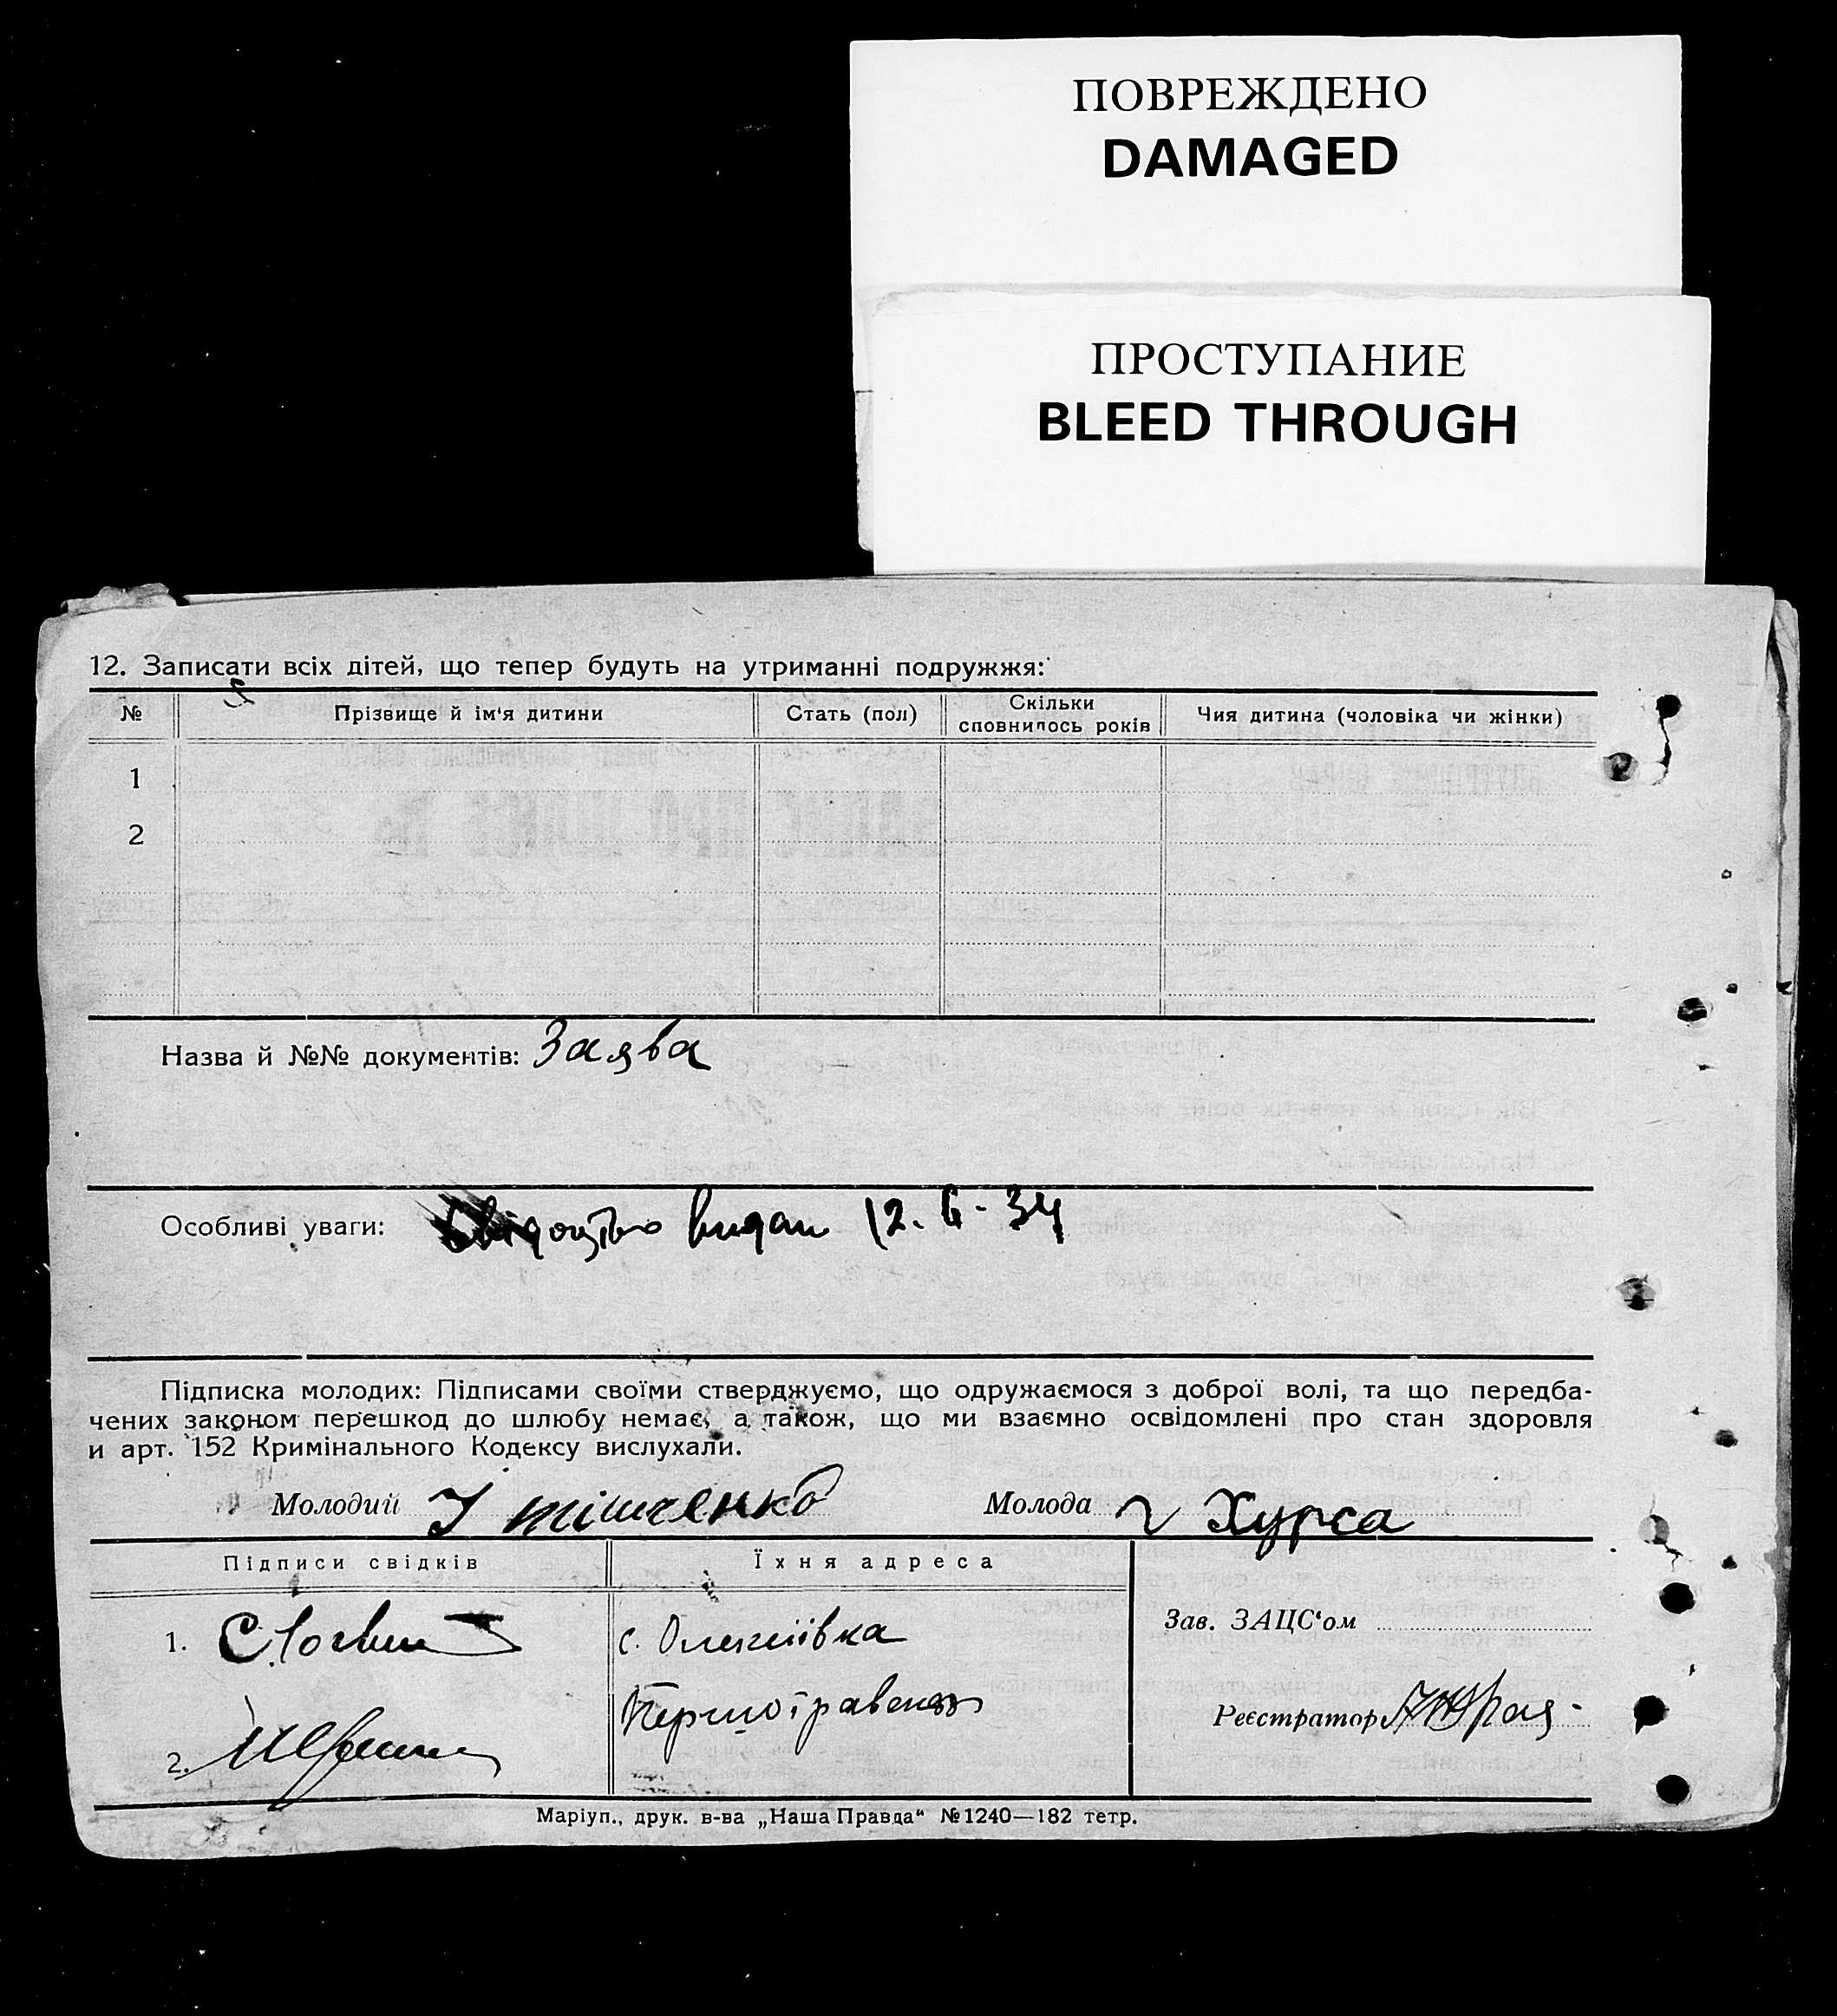 ПОВРЕЖДЕНО
DAMAGED
ПРОСТУПАНИЕ
BLEED THROUGH
12. Записати всіх дітей, що тепер будуть на утриманні подружжя:
№ Прізвище й ім'я дитини Стать (пол) Скільки сповнилось років Чия дитина (чоловіка чи жінки)
1
2
Назва й №№ документів: Заява
Особливі уваги: Свідоцтво видан 12. 6 - 34
Підписка молодих: Підписами своїми стверджуємо, що одружаємося з доброї волі, та що передба-
чених законом перешкод до шлюбу немає, а також, що ми взаємно освідомлені про стан здоровля
и арт. 152 Кримінального Кодексу вислухали.
Молодий І Тішченко Молода Хурса
Підписи свідків Їхня адреса
Зав. ЗАЦС'ом
1. с. Олексіївка
Реєстратор
2.
Маріуп., друк. в-ва „Наша Правда“ №1240—182 тетр.